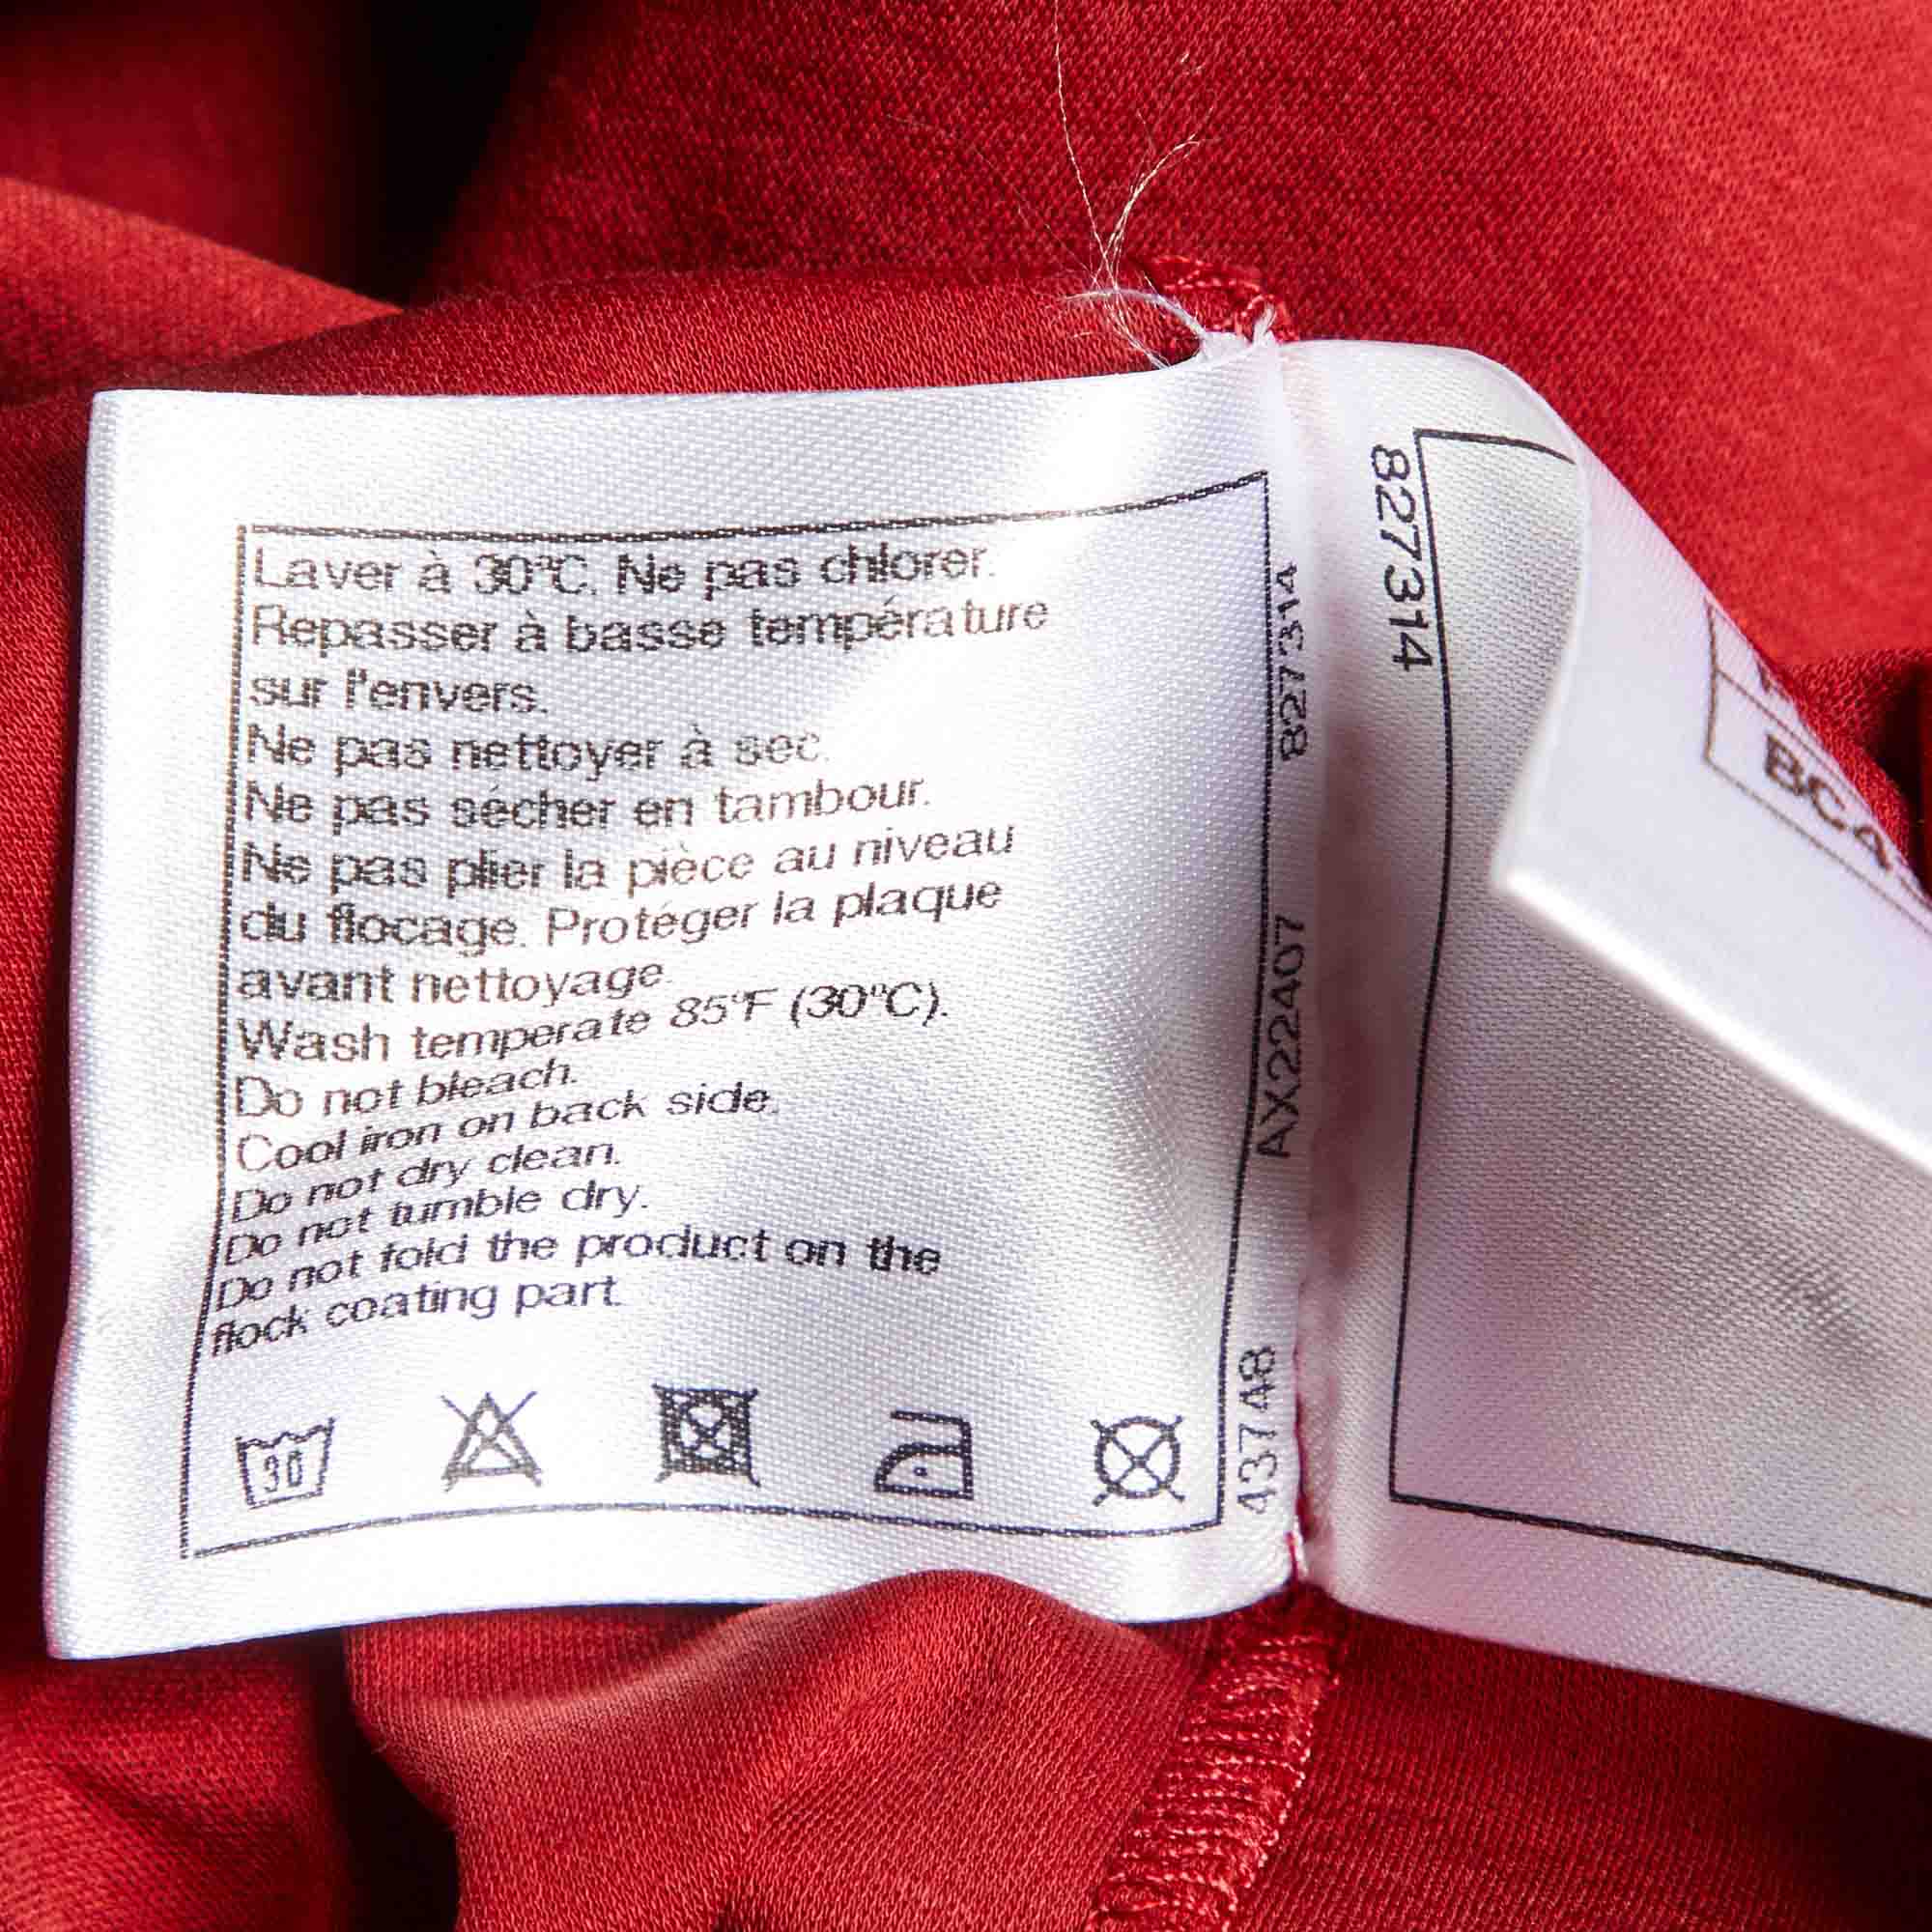 Laver à 30°C. Ne pas chlorer.
Repasser à basse température
sur l'envers.
Ne pas nettoyer à sec.
Ne pas sécher en tambour.
Ne pas plier la pièce au niveau
du flocage. Protéger la plaque
avant nettoyage.
Wash temperate 85°F (30°C).
Do not bleach.
Cool iron on back side.
Do not dry clean.
Do not tumble dry.
Do not fold the product on the
flock coating part.
30
827314
AX22407
43748
827314
BCA